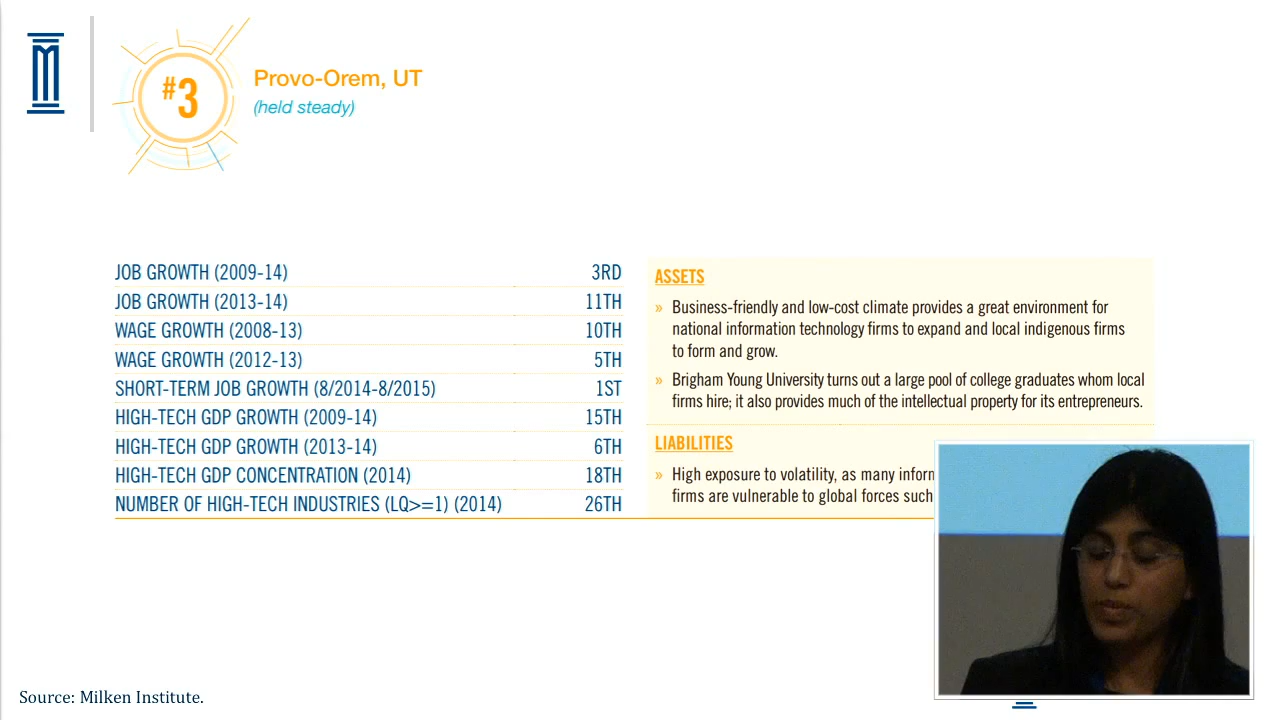 #3
Provo-Orem, UT
(held steady)
JOB GROWTH (2009-14) 3RD
JOB GROWTH (2013-14) 11TH
WAGE GROWTH (2008-13) 10TH
WAGE GROWTH (2012-13) 5TH
SHORT-TERM JOB GROWTH (8/2014-8/2015) 1ST
HIGH-TECH GDP GROWTH (2009-14) 15TH
HIGH-TECH GDP GROWTH (2013-14) 6TH
HIGH-TECH GDP CONCENTRATION (2014) 18TH
NUMBER OF HIGH-TECH INDUSTRIES (LQ>=1) (2014) 26TH
ASSETS
» Business-friendly and low-cost climate provides a great environment for
national information technology firms to expand and local indigenous firms
to form and grow.
» Brigham Young University turns out a large pool of college graduates whom local
firms hire; it also provides much of the intellectual property for its entrepreneurs.
LIABILITIES
» High exposure to volatility, as many
firms are vulnerable to global forces such
Source: Milken Institute.